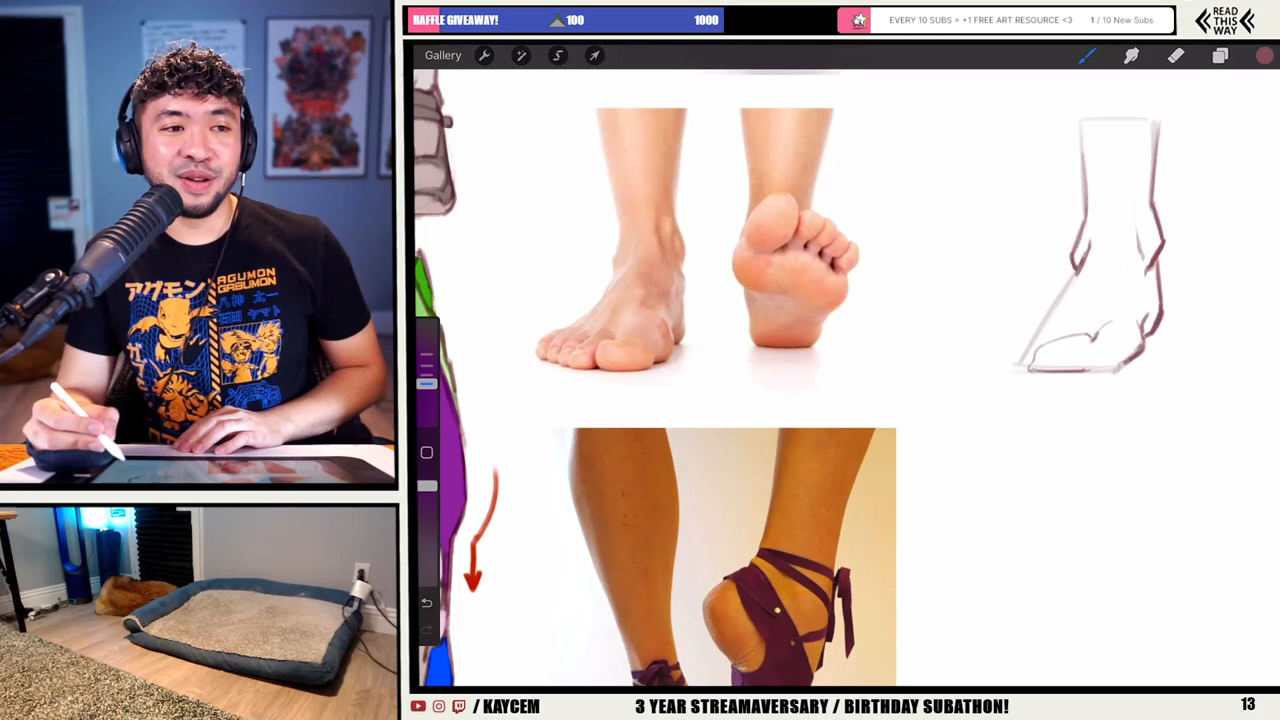 RAFFLE GIVEAWAY!
100
1000
EVERY 10 SUBS = +1 FREE ART RESOURCE <3
1 / 10 New Subs
READ
THIS
WAY
Gallery
アグモン
AGUMON
GABUMON
/ KAYCEM
3 YEAR STREAMAVERSARY / BIRTHDAY SUBATHON!
13